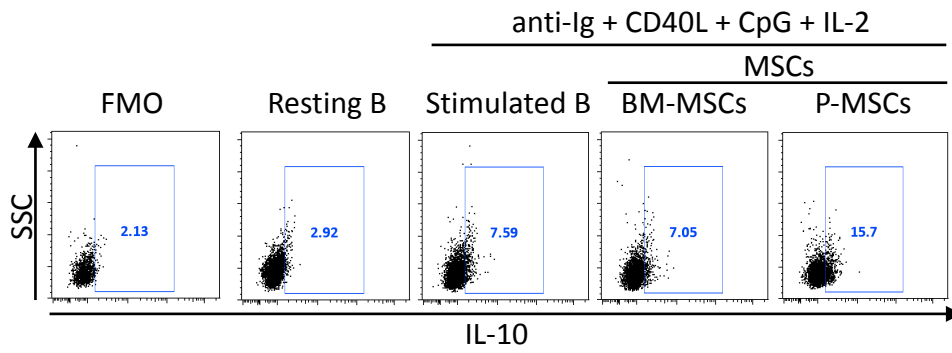 anti-Ig + CD40L + CpG + IL-2
MSCs
FMO
Resting B
Stimulated B
BM-MSCs
P-MSCs
SSC
2.13
2.92
7.59
7.05
15.7
IL-10